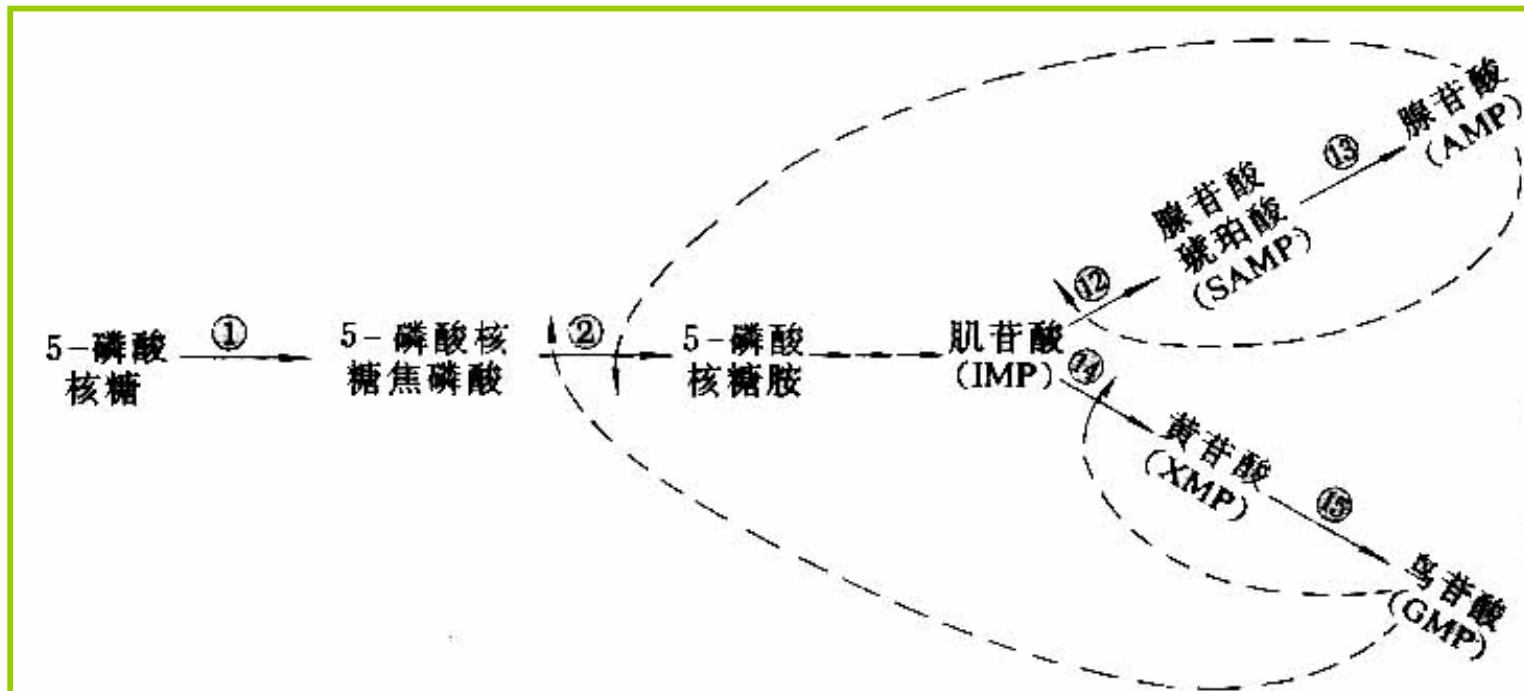 5-磷酸
核糖
①
5-磷酸核
糖焦磷酸
②
5-磷酸
核糖胺
肌苷酸
(IMP)
⑫
腺苷酸
琥珀酸
(SAMP)
⑬
腺苷酸
(AMP)
⑭
黄苷酸
(XMP)
⑮
鸟苷酸
(GMP)